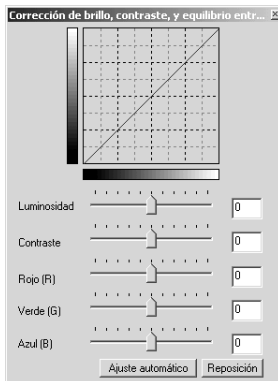 Corrección de brillo, contraste, y equilibrio entr...
Luminosidad 0
Contraste 0
Rojo (R) 0
Verde (G) 0
Azul (B) 0
Ajuste automático Reposición